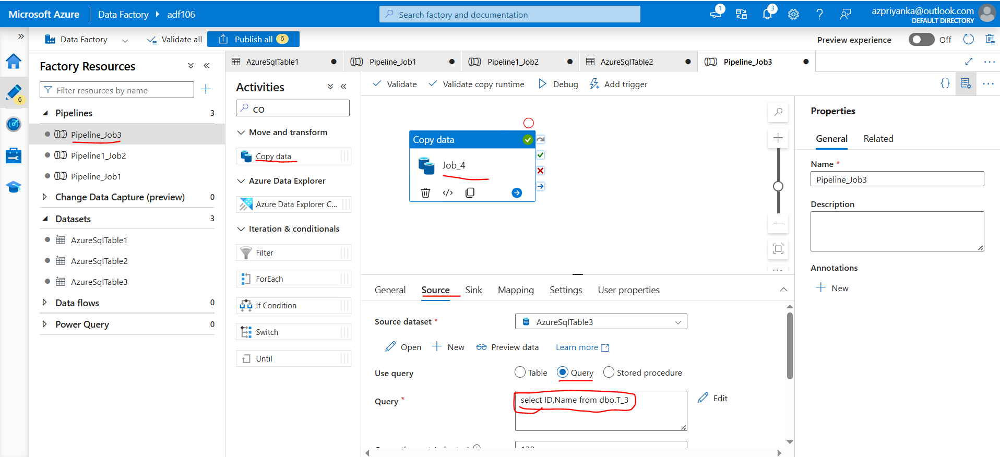 Microsoft Azure Data Factory adf106
Search factory and documentation
1
3
azpriyanka@outlook.com
DEFAULT DIRECTORY
Data Factory
Validate all
Publish all 6
Preview experience
Off
6
Factory Resources
Filter resources by name
Pipelines 3
Pipeline_Job3
Pipeline1_Job2
Pipeline_Job1
Change Data Capture (preview) 0
Datasets 3
AzureSqlTable1
AzureSqlTable2
AzureSqlTable3
Data flows 0
Power Query 0
AzureSqlTable1
Pipeline_Job1
Pipeline1_Job2
AzureSqlTable2
Pipeline_Job3
Activities
CO
Move and transform
Copy data
Azure Data Explorer
Azure Data Explorer C...
Iteration & conditionals
Filter
ForEach
If Condition
Switch
Until
Validate
Validate copy runtime
Debug
Add trigger
{}
Copy data
Job_4
General
Source
Sink
Mapping
Settings
User properties
Source dataset *
AzureSqlTable3
Open
New
Preview data
Learn more
Use query
Table
Query
Stored procedure
Query *
select ID,Name from dbo.T_3
Edit
Properties
General
Related
Name *
Pipeline_Job3
Description
Annotations
New